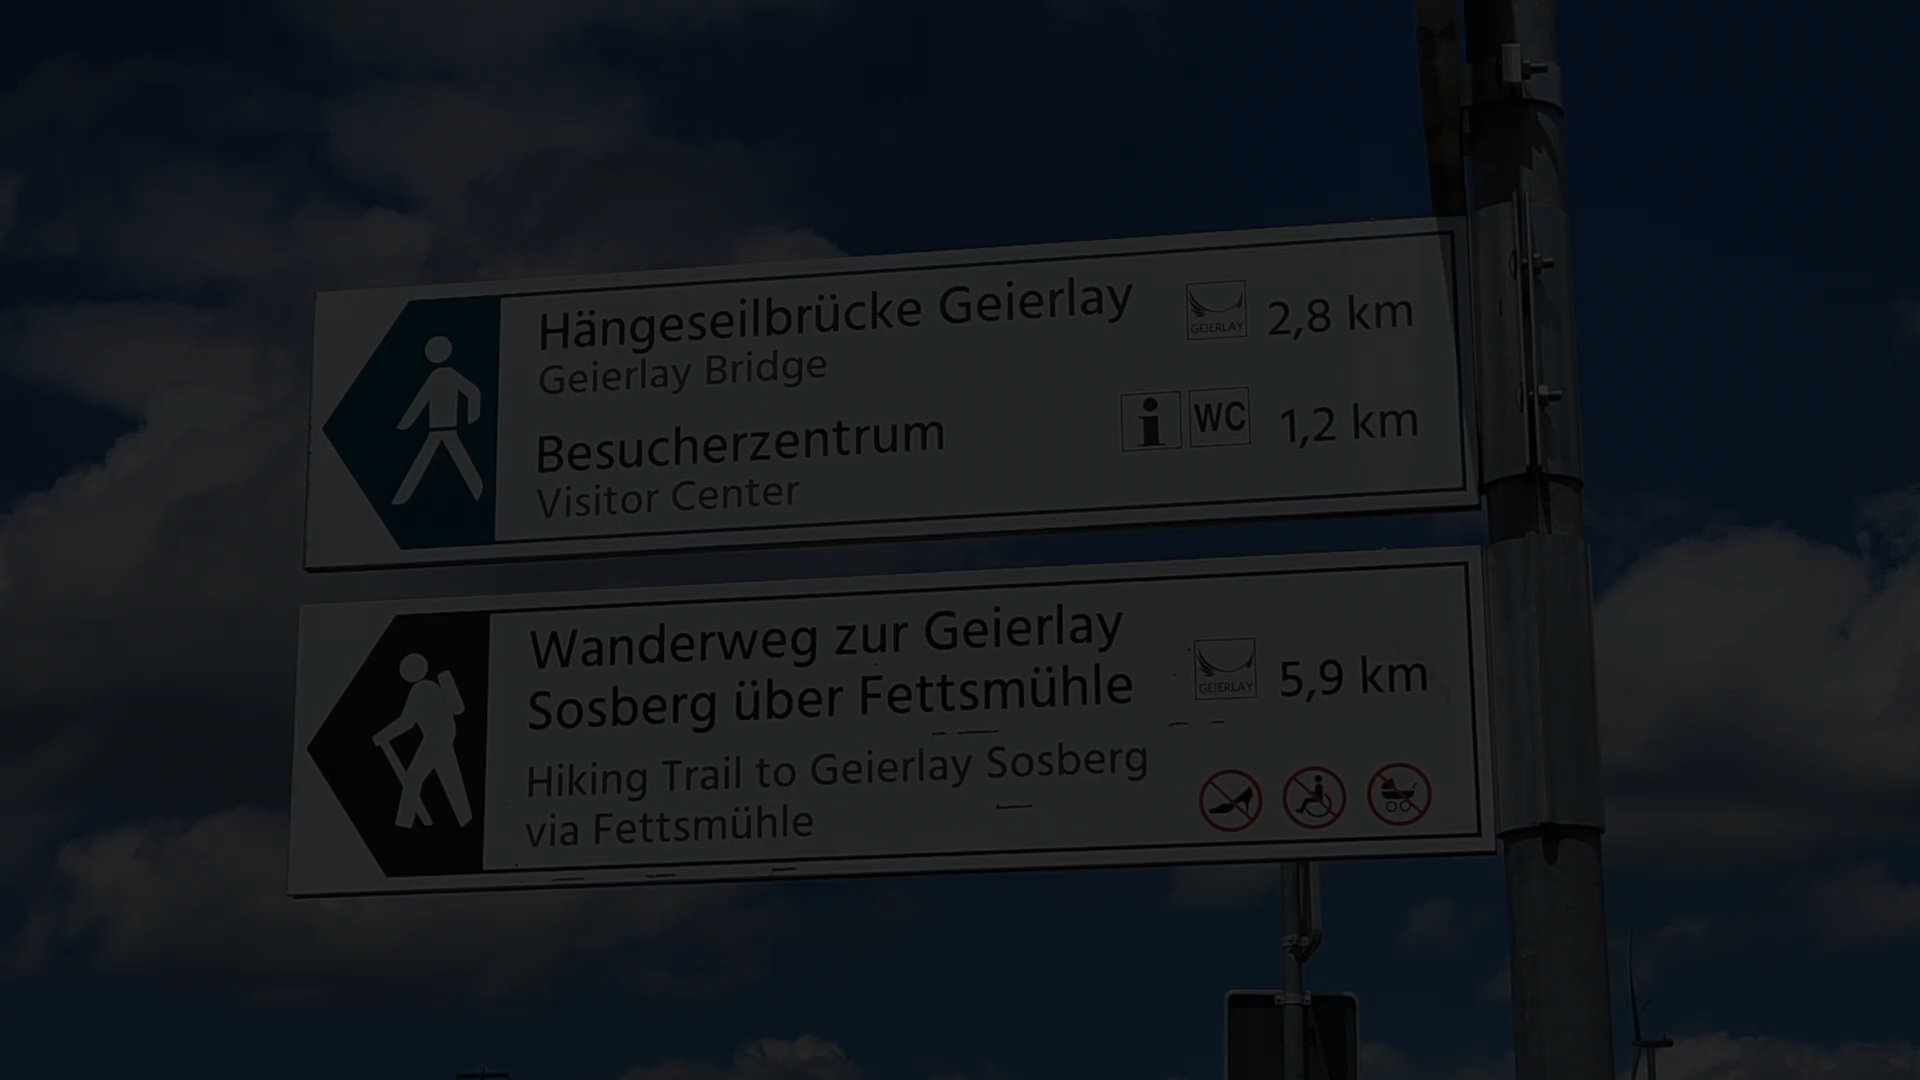 Hängeseilbrücke Geierlay
GEIERLAY
2,8 km
Geierlay Bridge
Besucherzentrum
i WC 1,2 km
Visitor Center
Wanderweg zur Geierlay
Sosberg über Fettsmühle
GEIERLAY
5,9 km
Hiking Trail to Geierlay Sosberg
via Fettsmühle